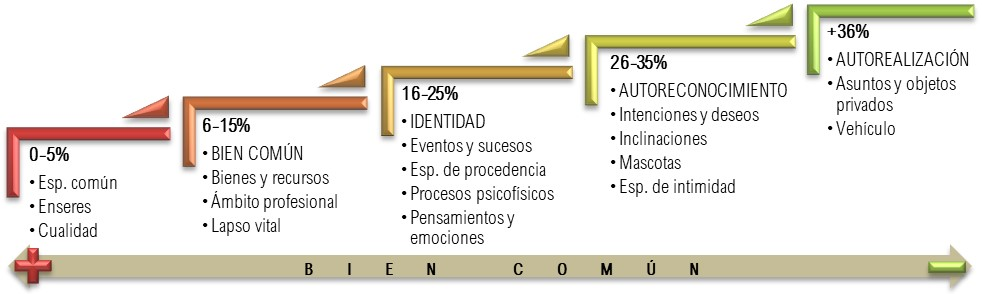 0-5%
• Esp. común
• Enseres
• Cualidad
6-15%
• BIEN COMÚN
• Bienes y recursos
• Ámbito profesional
• Lapso vital
16-25%
• IDENTIDAD
• Eventos y sucesos
• Esp. de procedencia
• Procesos psicofísicos
• Pensamientos y
emociones
26-35%
• AUTORECONOCIMIENTO
• Intenciones y deseos
• Inclinaciones
• Mascotas
• Esp. de intimidad
+36%
• AUTOREALIZACIÓN
• Asuntos y objetos
privados
• Vehículo
BIEN COMÚN